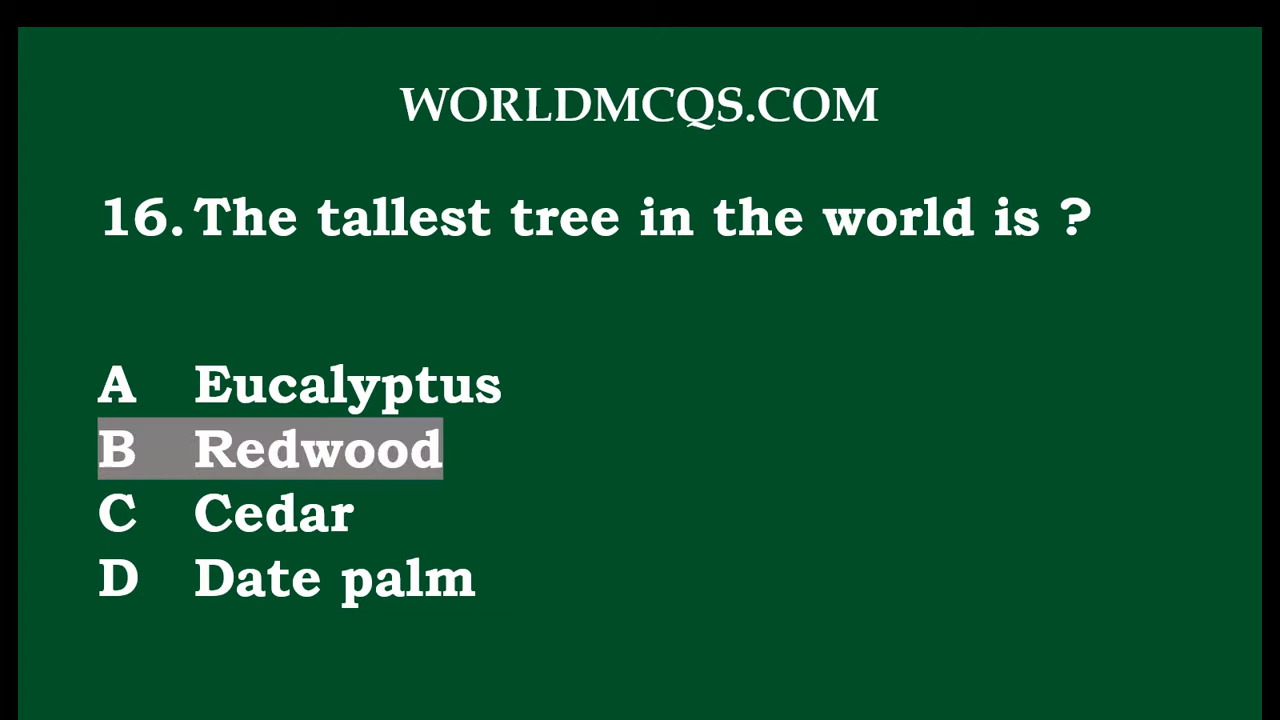 WORLDMCQS.COM
16. The tallest tree in the world is ?
A Eucalyptus
B Redwood
C Cedar
D Date palm